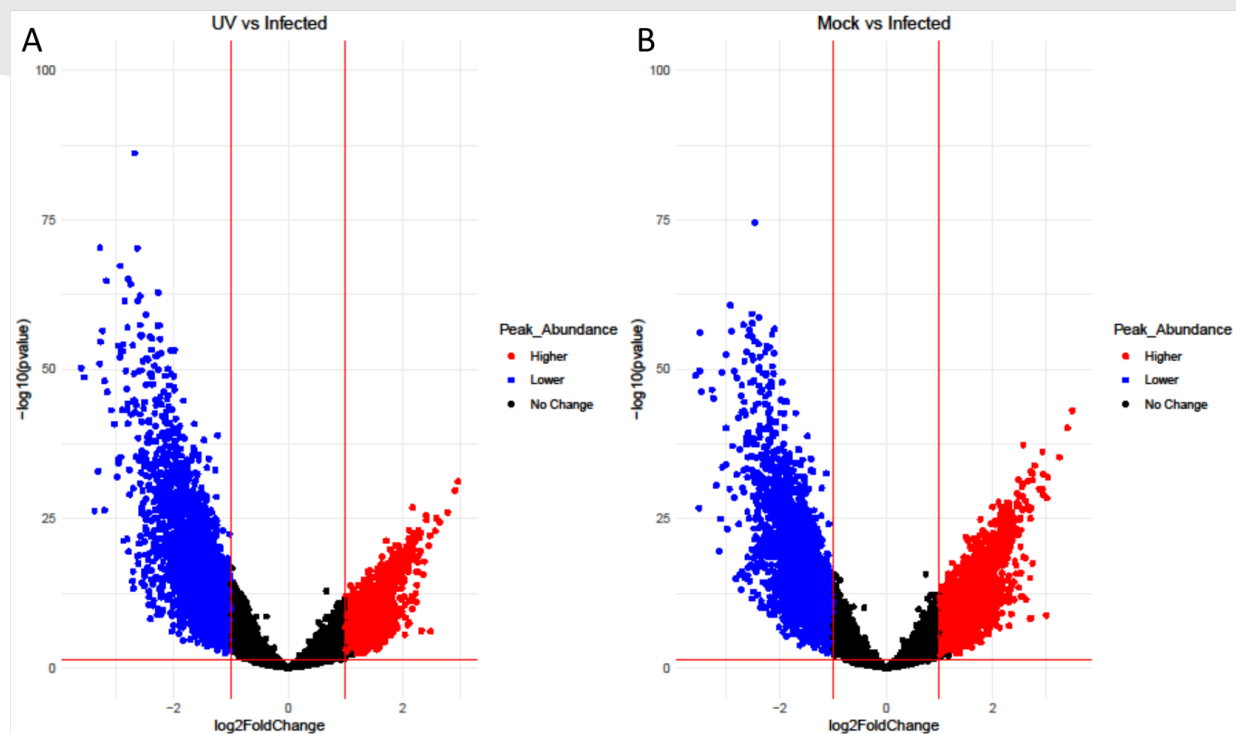 A
UV vs Infected
100
75
50
25
0
-log10(pvalue)
-2
0
2
log2FoldChange
Peak_Abundance
Higher
Lower
No Change
B
Mock vs Infected
100
75
50
25
0
-log10(pvalue)
-2
0
2
log2FoldChange
Peak_Abundance
Higher
Lower
No Change